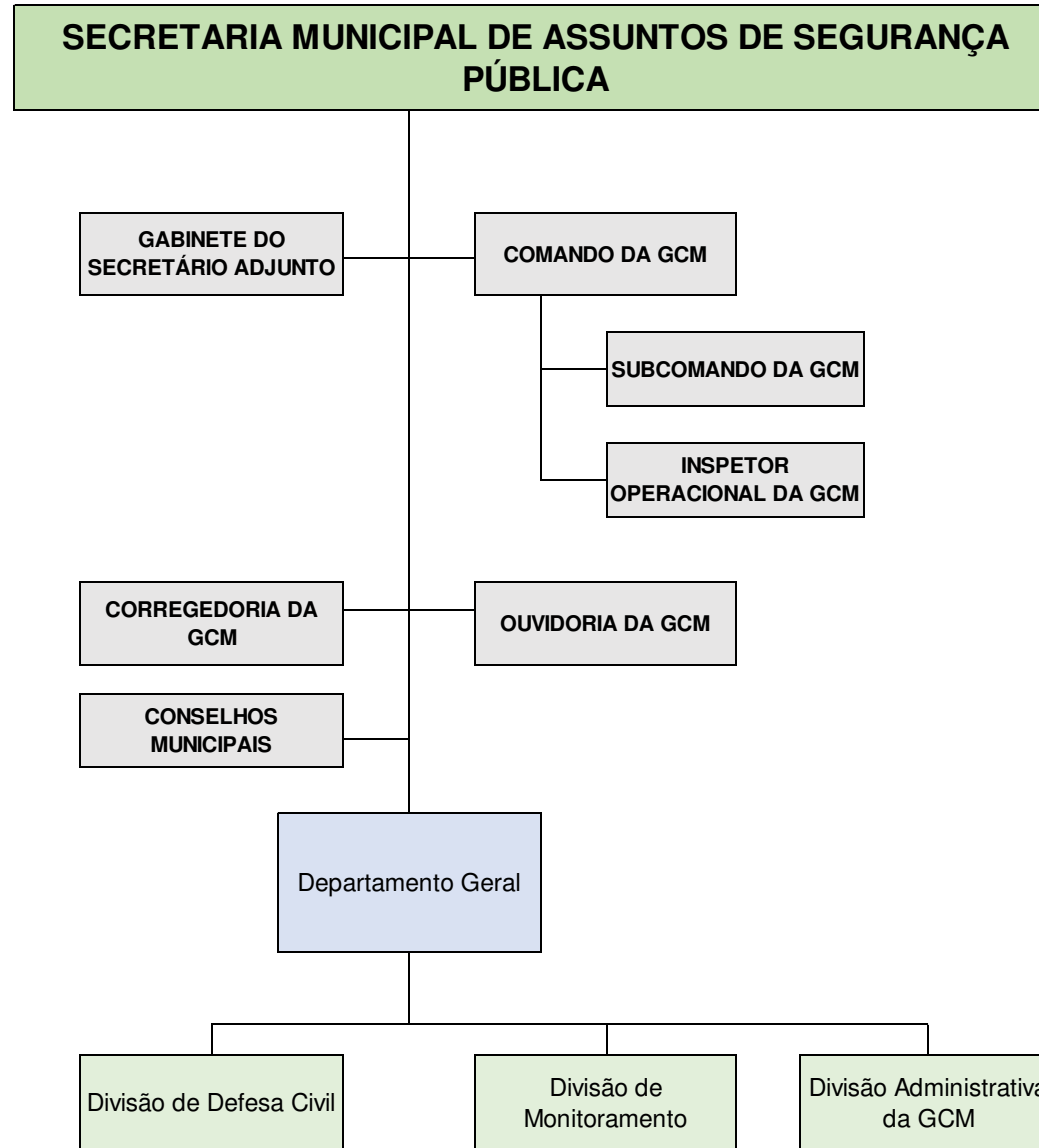 SECRETARIA MUNICIPAL DE ASSUNTOS DE SEGURANÇA
PÚBLICA
GABINETE DO
SECRETÁRIO ADJUNTO
COMANDO DA GCM
SUBCOMANDO DA GCM
INSPETOR
OPERACIONAL DA GCM
CORREGEDORIA DA
GCM
OUVIDORIA DA GCM
CONSELHOS
MUNICIPAIS
Departamento Geral
Divisão de Defesa Civil
Divisão de
Monitoramento
Divisão Administrativa
da GCM